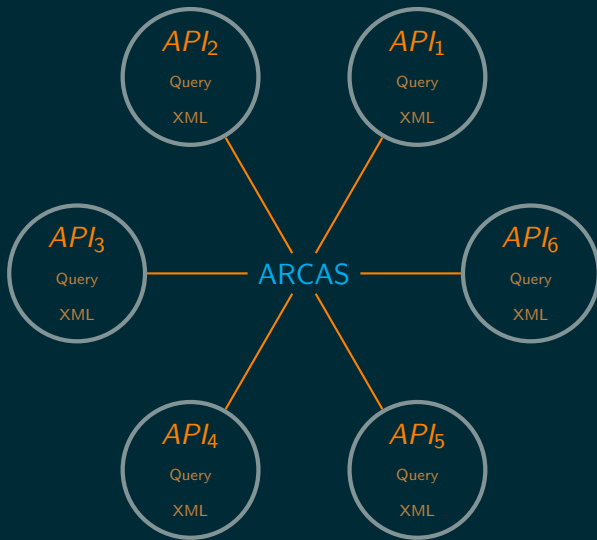 API₂
Query
XML
API₁
Query
XML
API₃
Query
XML
ARCAS
API₆
Query
XML
API₄
Query
XML
API₅
Query
XML